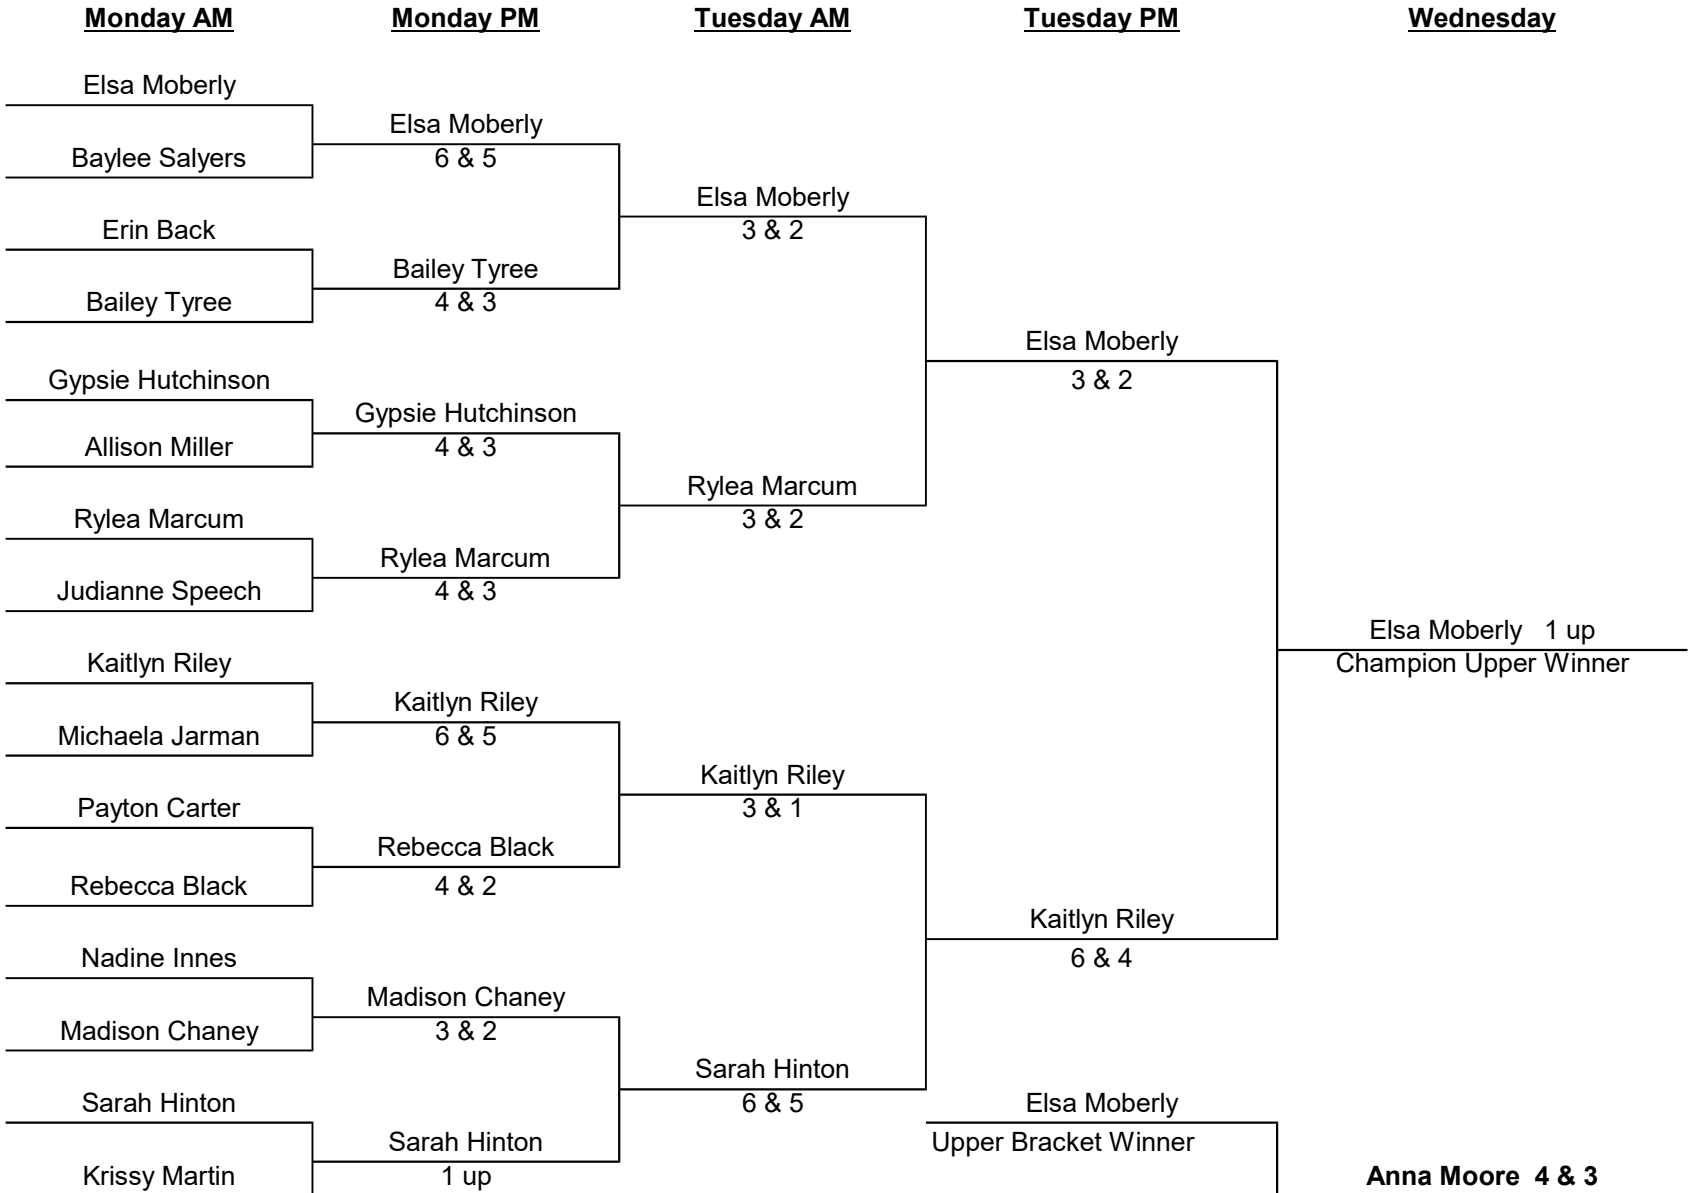 Monday AM Monday PM Tuesday AM Tuesday PM Wednesday
Elsa Moberly
Elsa Moberly
Baylee Salyers 6 & 5
Elsa Moberly
Erin Back 3 & 2
Bailey Tyree
Bailey Tyree 4 & 3
Elsa Moberly
Gypsie Hutchinson 3 & 2
Gypsie Hutchinson
Allison Miller 4 & 3
Rylea Marcum
Rylea Marcum 3 & 2
Rylea Marcum
Judianne Speech 4 & 3
Elsa Moberly 1 up
Kaitlyn Riley Champion Upper Winner
Kaitlyn Riley
Michaela Jarman 6 & 5
Kaitlyn Riley
Payton Carter 3 & 1
Rebecca Black
Rebecca Black 4 & 2
Kaitlyn Riley
Nadine Innes 6 & 4
Madison Chaney
Madison Chaney 3 & 2
Sarah Hinton
Sarah Hinton 6 & 5 Elsa Moberly
Sarah Hinton Upper Bracket Winner
Krissy Martin 1 up Anna Moore 4 & 3